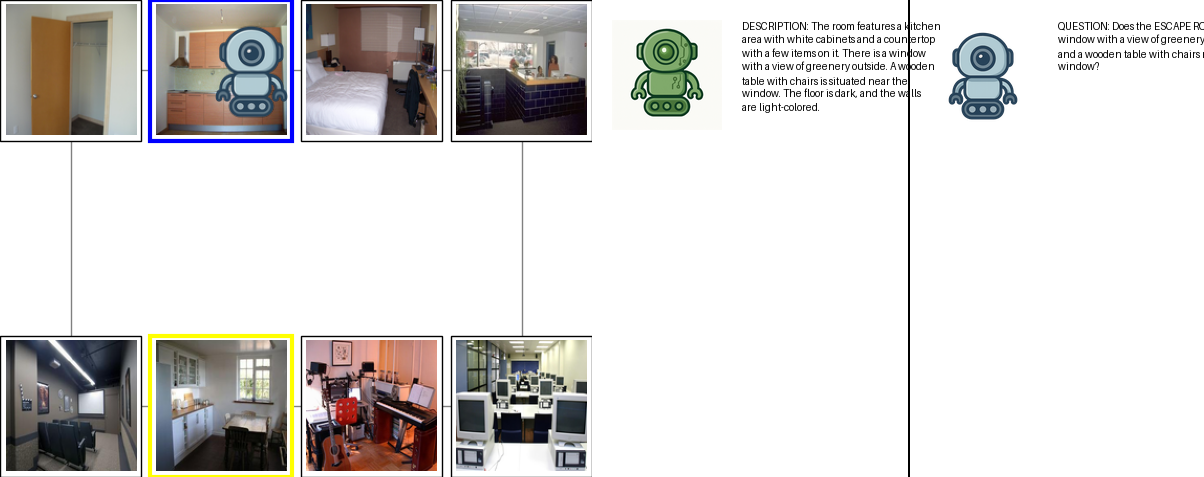 DESCRIPTION: The room features a kitchen
area with white cabinets and a countertop
with a few items on it. There is a window
with a view of greenery outside. A wooden
table with chairs is situated near the
window. The floor is dark, and the walls
are light-colored.
QUESTION: Does the ESCAPE RO
window with a view of greenery
and a wooden table with chairs
window?